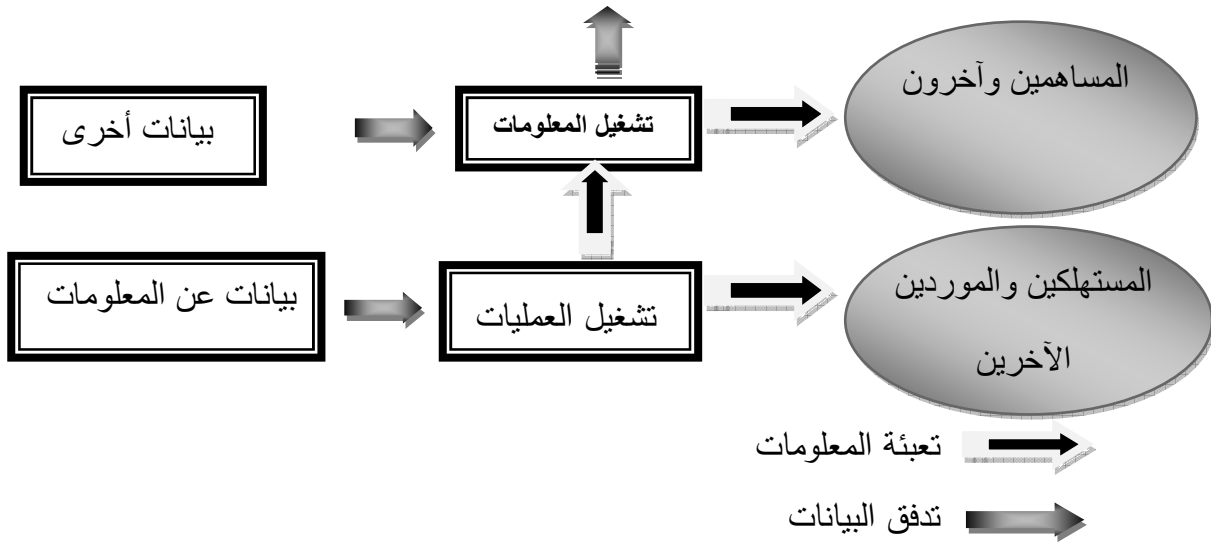 المساهمين وآخرون
تشغيل المعلومات
بيانات أخرى
المستهلكين والموردين
الآخرين
تشغيل العمليات
بيانات عن المعلومات
تعبئة المعلومات
تدفق البيانات